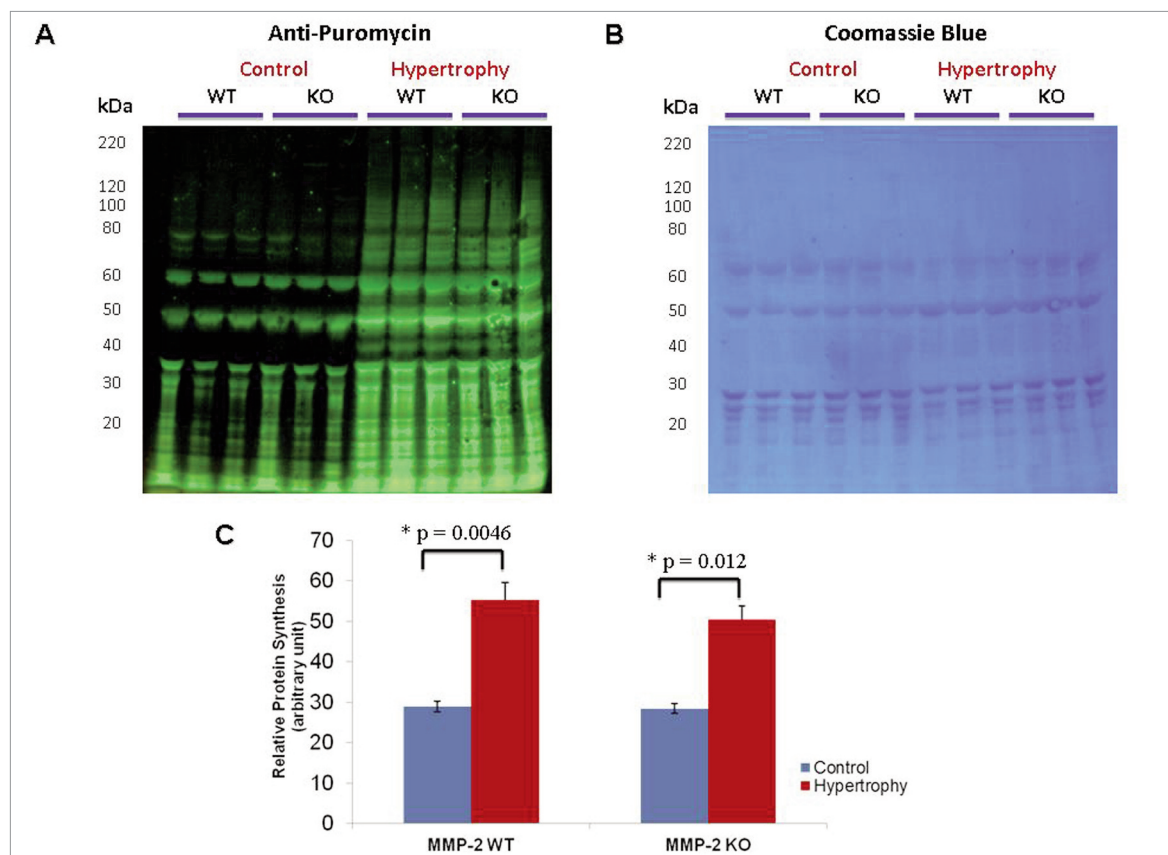 A
Anti-Puromycin
Control Hypertrophy
WT KO WT KO
kDa
220
120
100
80
60
50
40
30
20
B
Coomassie Blue
Control Hypertrophy
WT KO WT KO
kDa
220
120
100
80
60
50
40
30
20
C
Relative Protein Synthesis
(arbitrary unit)
70
60
50
40
30
20
10
0
* p = 0.0046
* p = 0.012
Control
Hypertrophy
MMP-2 WT
MMP-2 KO